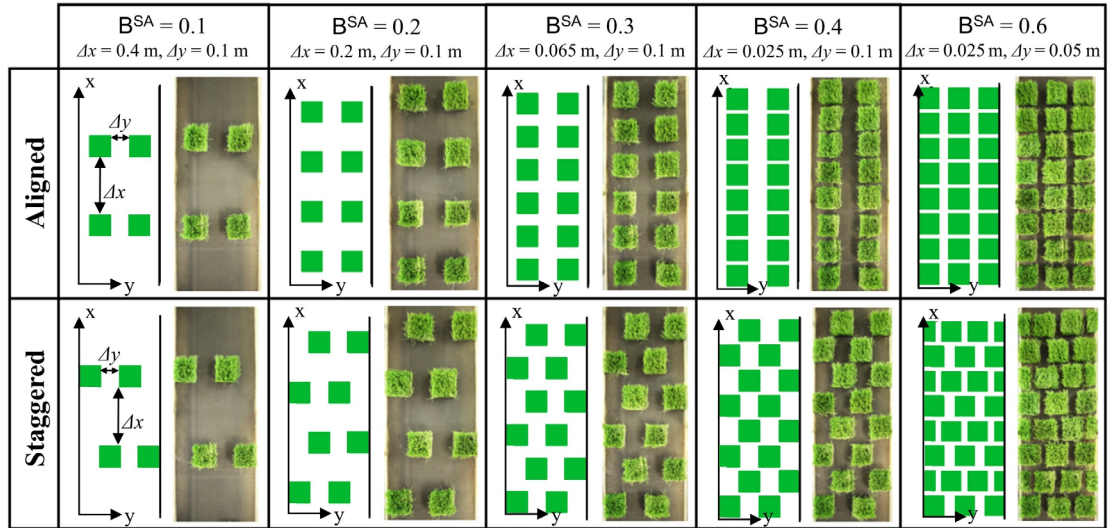 B^SA = 0.1
Δx = 0.4 m, Δy = 0.1 m
B^SA = 0.2
Δx = 0.2 m, Δy = 0.1 m
B^SA = 0.3
Δx = 0.065 m, Δy = 0.1 m
B^SA = 0.4
Δx = 0.025 m, Δy = 0.1 m
B^SA = 0.6
Δx = 0.025 m, Δy = 0.05 m
Aligned
x
Δy
Δx
y
x
y
x
y
x
y
x
y
Staggered
x
Δy
Δx
y
x
y
x
y
x
y
x
y